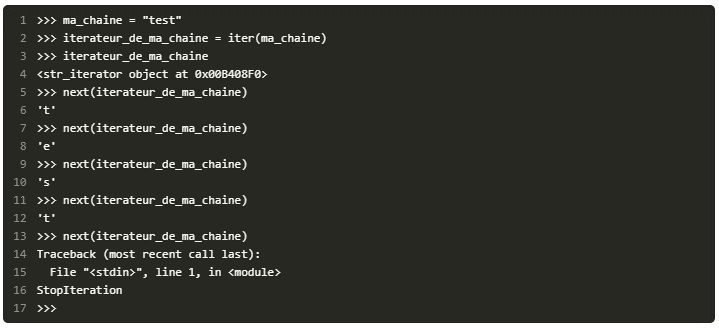 1 >>> ma_chaine = "test"
2 >>> iterateur_de_ma_chaine = iter(ma_chaine)
3 >>> iterateur_de_ma_chaine
4 <str_iterator object at 0x00B408F0>
5 >>> next(iterateur_de_ma_chaine)
6 't'
7 >>> next(iterateur_de_ma_chaine)
8 'e'
9 >>> next(iterateur_de_ma_chaine)
10 's'
11 >>> next(iterateur_de_ma_chaine)
12 't'
13 >>> next(iterateur_de_ma_chaine)
14 Traceback (most recent call last):
15   File "<stdin>", line 1, in <module>
16 StopIteration
17 >>>